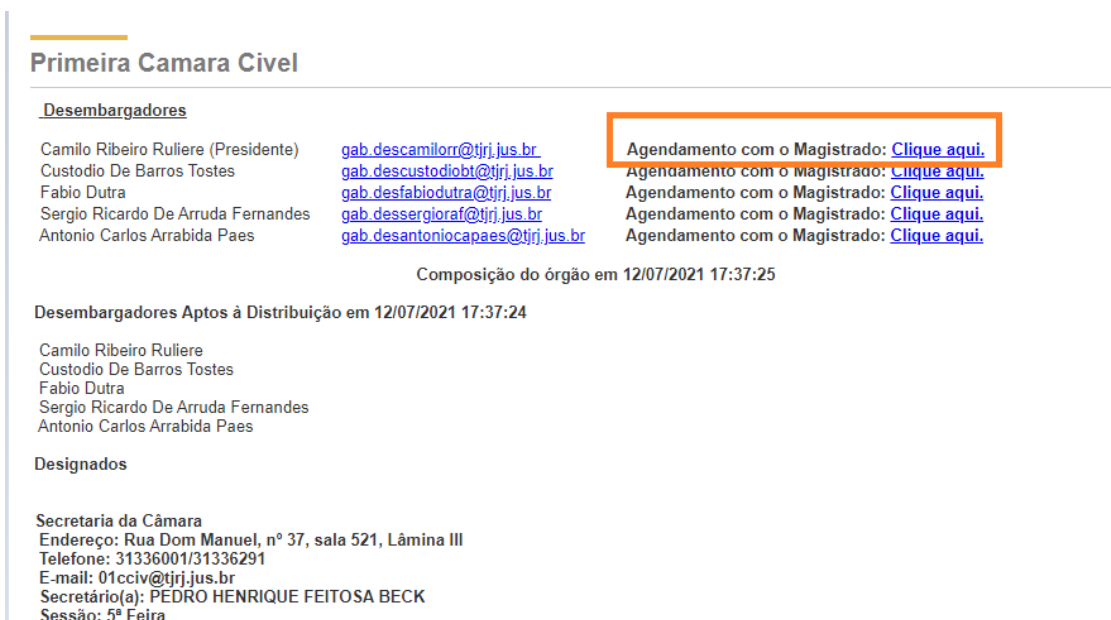 Primeira Camara Civel
Desembargadores
Camilo Ribeiro Ruliere (Presidente) gab.descamilorr@tjrj.jus.br Agendamento com o Magistrado: Clique aqui.
Custodio De Barros Tostes gab.descustodiobt@tjrj.jus.br Agendamento com o Magistrado: Clique aqui.
Fabio Dutra gab.desfabiodutra@tjrj.jus.br Agendamento com o Magistrado: Clique aqui.
Sergio Ricardo De Arruda Fernandes gab.dessergioraf@tjrj.jus.br Agendamento com o Magistrado: Clique aqui.
Antonio Carlos Arrabida Paes gab.desantoniocapaes@tjrj.jus.br Agendamento com o Magistrado: Clique aqui.
Composição do órgão em 12/07/2021 17:37:25
Desembargadores Aptos à Distribuição em 12/07/2021 17:37:24
Camilo Ribeiro Ruliere
Custodio De Barros Tostes
Fabio Dutra
Sergio Ricardo De Arruda Fernandes
Antonio Carlos Arrabida Paes
Designados
Secretaria da Câmara
Endereço: Rua Dom Manuel, nº 37, sala 521, Lâmina III
Telefone: 31336001/31336291
E-mail: 01cciv@tjrj.jus.br
Secretário(a): PEDRO HENRIQUE FEITOSA BECK
Sessão: 5ª Feira